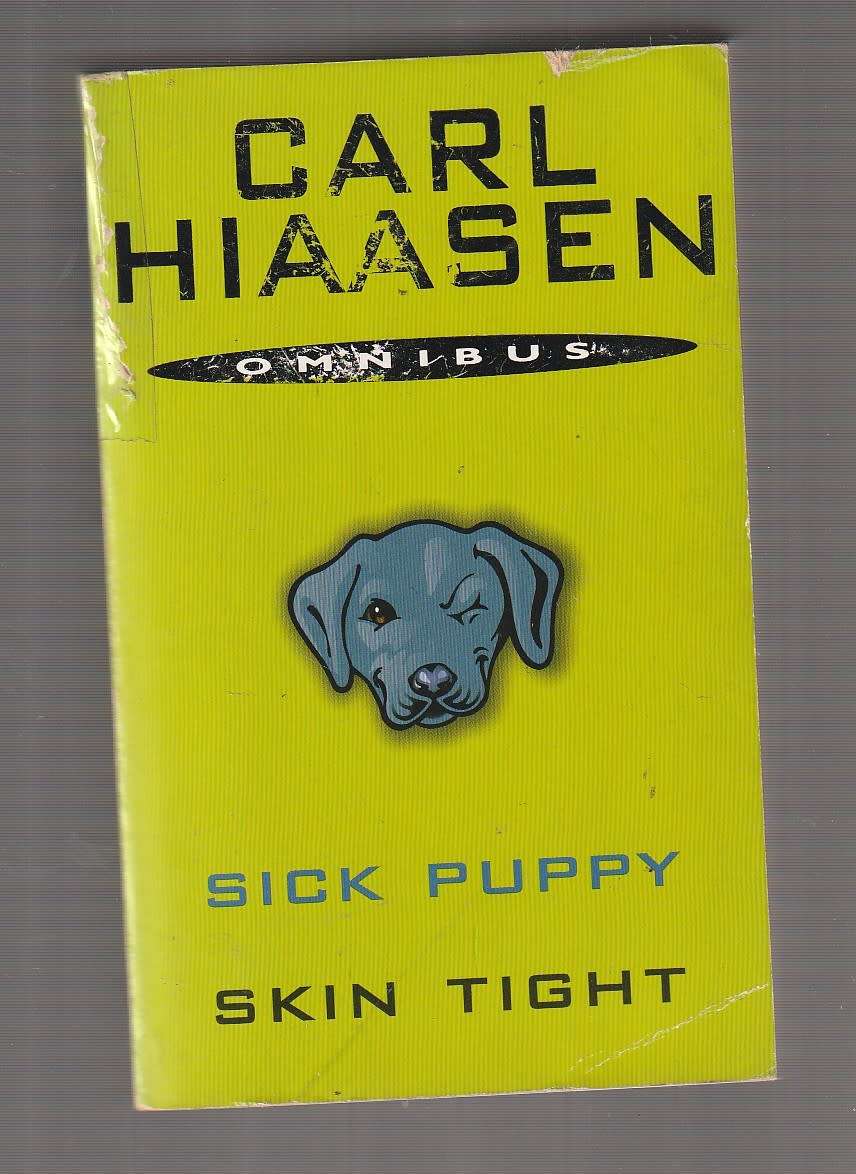 CARL
HIAASEN
OMNIBUS
SICK PUPPY
SKIN TIGHT